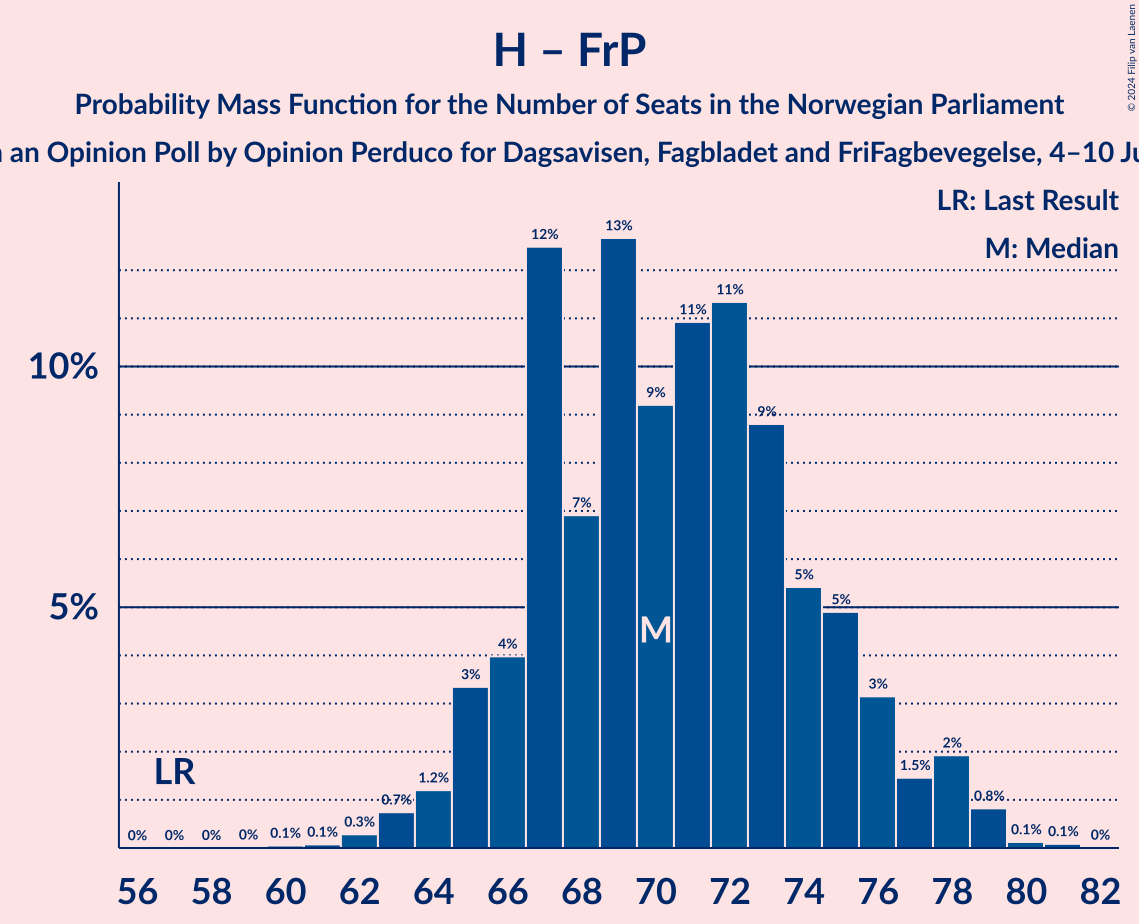 © 2024 Filip van Laenen
H – FrP
Probability Mass Function for the Number of Seats in the Norwegian Parliament
an Opinion Poll by Opinion Perduco for Dagsavisen, Fagbladet and FriFagbevegelse, 4–10
LR: Last Result
M: Median
10%
5%
0% 0% 0% 0% 0.1% 0.1% 0.3% 0.7% 1.2% 3% 4% 12% 7% 13% 9% 11% 11% 9% 5% 5% 3% 1.5% 2% 0.8% 0.1% 0.1% 0%
M
LR
56 58 60 62 64 66 68 70 72 74 76 78 80 82